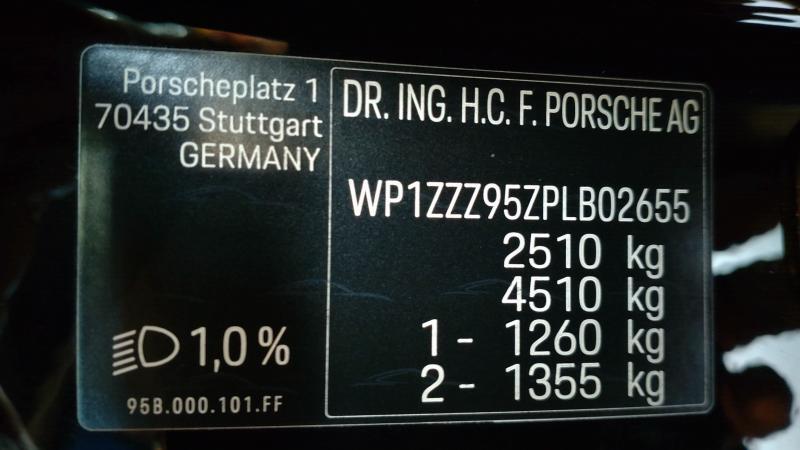 Porscheplatz 1
70435 Stuttgart
GERMANY
DR. ING. H.C. F. PORSCHE AG
WP1ZZZ95ZPLB02655
2510 kg
4510 kg
1 - 1260 kg
2 - 1355 kg
1,0 %
95B.000.101.FF